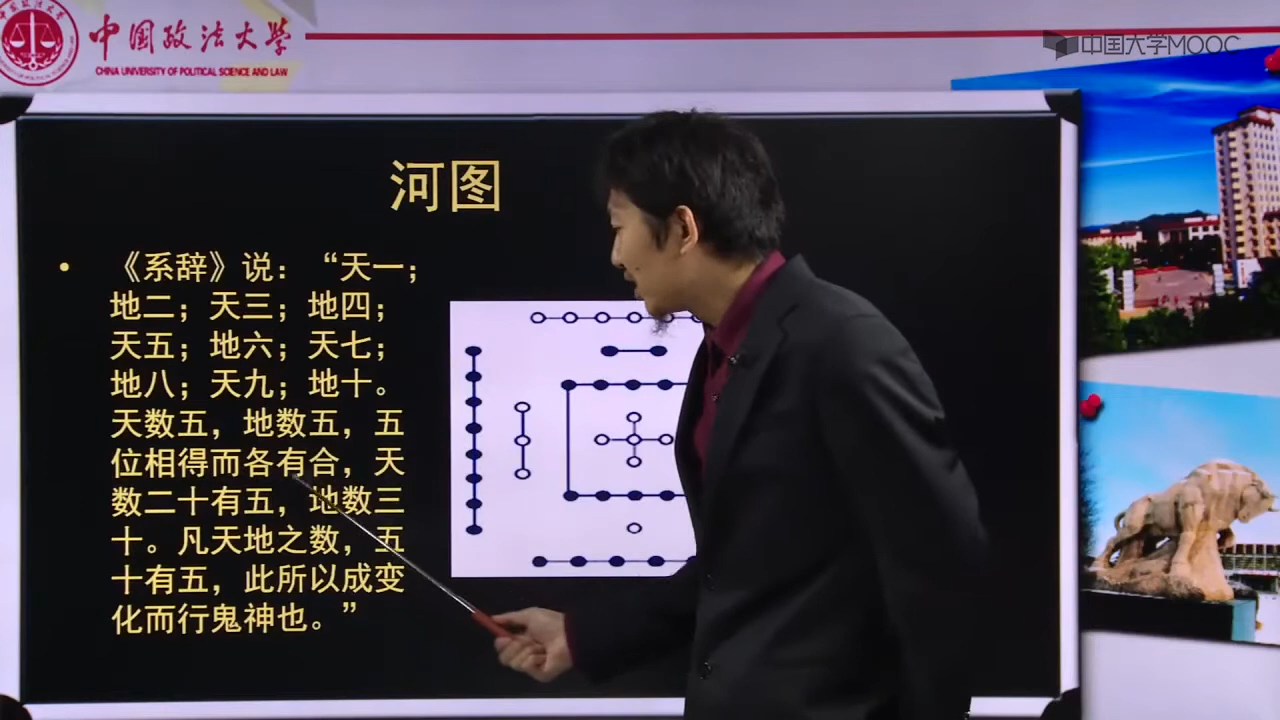 中国政法大学
CHINA UNIVERSITY OF POLITICAL SCIENCE AND LAW
中国大学MOOC
河图
• 《系辞》说：“天一；
地二；天三；地四；
天五；地六；天七；
地八；天九；地十。
天数五，地数五，五
位相得而各有合，天
数二十有五，地数三
十。凡天地之数，五
十有五，此所以成变
化而行鬼神也。”